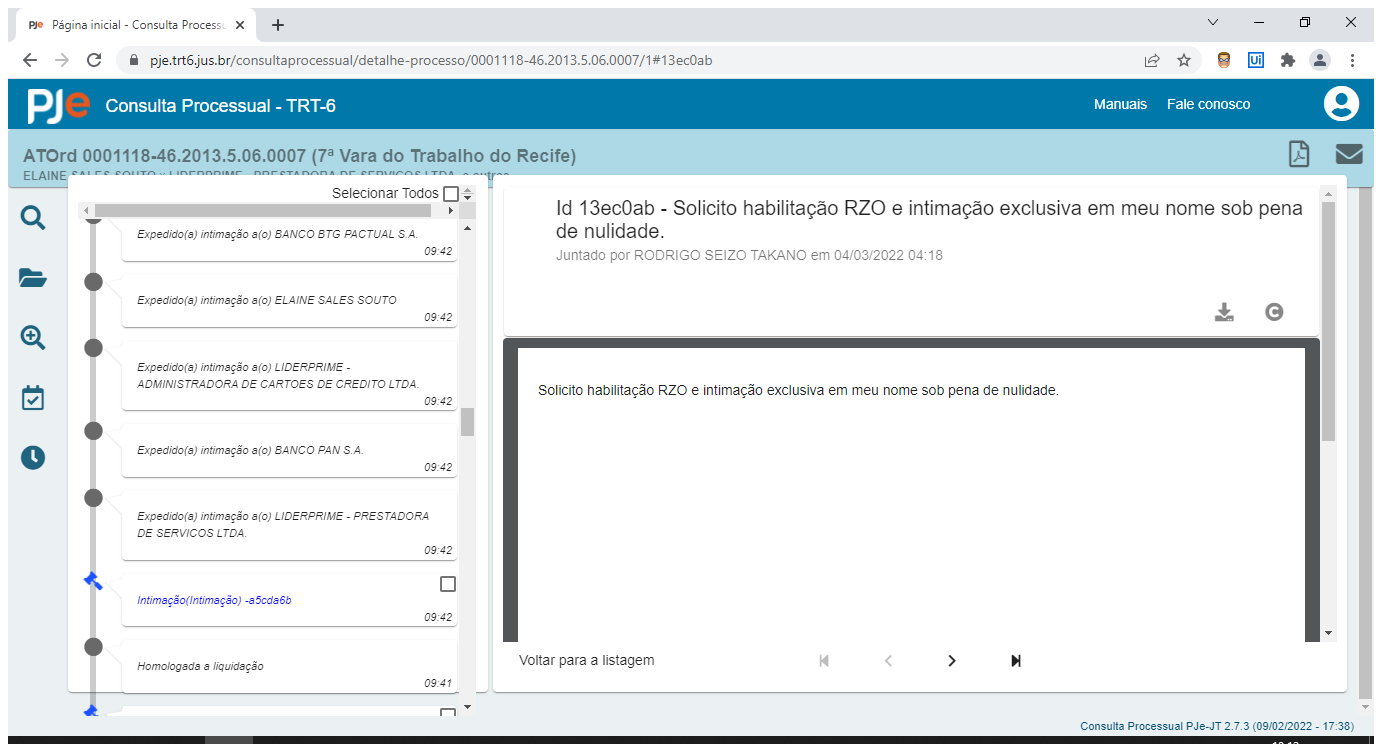 PJe Página inicial - Consulta Process
pje.trt6.jus.br/consultaprocessual/detalhe-processo/0001118-46.2013.5.06.0007/1#13ec0ab
Ui
PJe Consulta Processual - TRT-6 Manuais Fale conosco
ATOrd 0001118-46.2013.5.06.0007 (7ª Vara do Trabalho do Recife)
ELAINE SALES SOUTO x LIDERPRIME - PRESTADORA DE SERVICOS LTDA. e outros
Selecionar Todos
Expedido(a) intimação a(o) BANCO BTG PACTUAL S.A.
09:42
Expedido(a) intimação a(o) ELAINE SALES SOUTO
09:42
Expedido(a) intimação a(o) LIDERPRIME -
ADMINISTRADORA DE CARTOES DE CREDITO LTDA.
09:42
Expedido(a) intimação a(o) BANCO PAN S.A.
09:42
Expedido(a) intimação a(o) LIDERPRIME - PRESTADORA
DE SERVICOS LTDA.
09:42
Intimação(Intimação) -a5cda6b
09:42
Homologada a liquidação
09:41
Id 13ec0ab - Solicito habilitação RZO e intimação exclusiva em meu nome sob pena
de nulidade.
Juntado por RODRIGO SEIZO TAKANO em 04/03/2022 04:18
Solicito habilitação RZO e intimação exclusiva em meu nome sob pena de nulidade.
Voltar para a listagem
Consulta Processual PJe-JT 2.7.3 (09/02/2022 - 17:38)